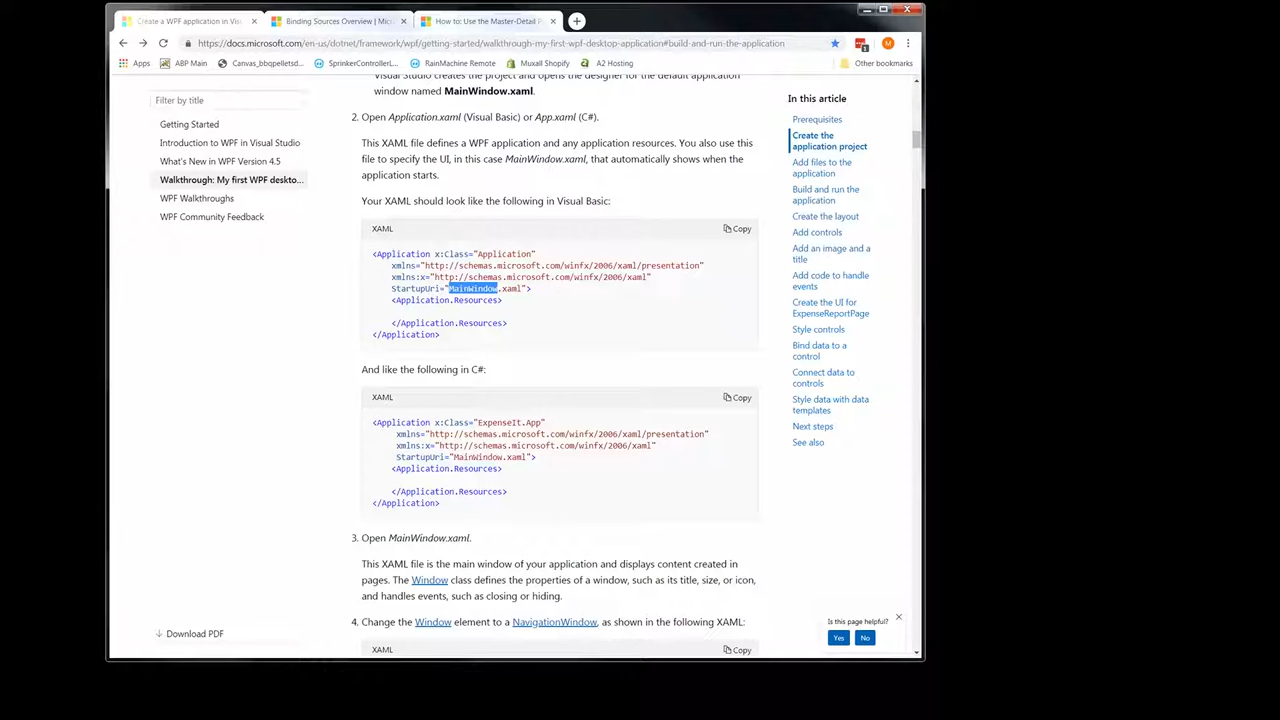 Create a WPF application in Visu
Binding Sources Overview | Micr
How to: Use the Master-Detail P
https://docs.microsoft.com/en-us/dotnet/framework/wpf/getting-started/walkthrough-my-first-wpf-desktop-application#build-and-run-the-application
M
Apps
ABP Main
Canvas_bbqpelletsd...
SprinkerControllerL...
RainMachine Remote
Muxall Shopify
A2 Hosting
Other bookmarks
Filter by title
Getting Started
Introduction to WPF in Visual Studio
What's New in WPF Version 4.5
Walkthrough: My first WPF deskto...
WPF Walkthroughs
WPF Community Feedback
Download PDF
Visual Studio creates the project and opens the designer for the default application
window named MainWindow.xaml.
2. Open Application.xaml (Visual Basic) or App.xaml (C#).
This XAML file defines a WPF application and any application resources. You also use this
file to specify the UI, in this case MainWindow.xaml, that automatically shows when the
application starts.
Your XAML should look like the following in Visual Basic:
XAML
Copy
<Application x:Class="Application"
xmlns="http://schemas.microsoft.com/winfx/2006/xaml/presentation"
xmlns:x="http://schemas.microsoft.com/winfx/2006/xaml"
StartupUri="MainWindow.xaml">
<Application.Resources>
</Application.Resources>
</Application>
And like the following in C#:
XAML
Copy
<Application x:Class="ExpenseIt.App"
xmlns="http://schemas.microsoft.com/winfx/2006/xaml/presentation"
xmlns:x="http://schemas.microsoft.com/winfx/2006/xaml"
StartupUri="MainWindow.xaml">
<Application.Resources>
</Application.Resources>
</Application>
3. Open MainWindow.xaml.
This XAML file is the main window of your application and displays content created in
pages. The Window class defines the properties of a window, such as its title, size, or icon,
and handles events, such as closing or hiding.
4. Change the Window element to a NavigationWindow, as shown in the following XAML:
XAML
Copy
In this article
Prerequisites
Create the
application project
Add files to the
application
Build and run the
application
Create the layout
Add controls
Add an image and a
title
Add code to handle
events
Create the UI for
ExpenseReportPage
Style controls
Bind data to a
control
Connect data to
controls
Style data with data
templates
Next steps
See also
Is this page helpful?
Yes
No